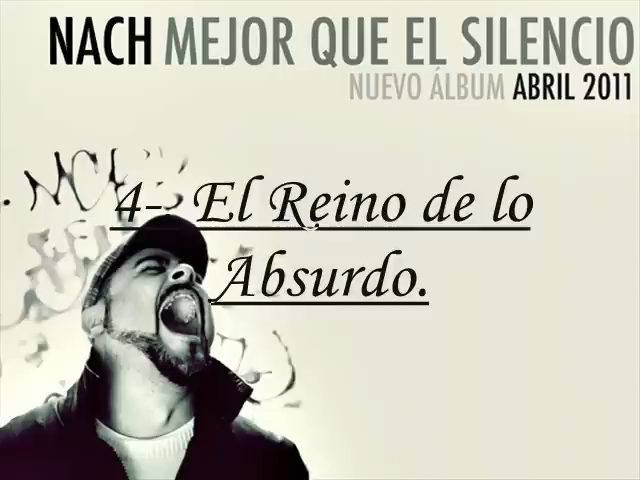 NACH MEJOR QUE EL SILENCIO
NUEVO ÁLBUM ABRIL 2011
4-. El Reino de lo
Absurdo.